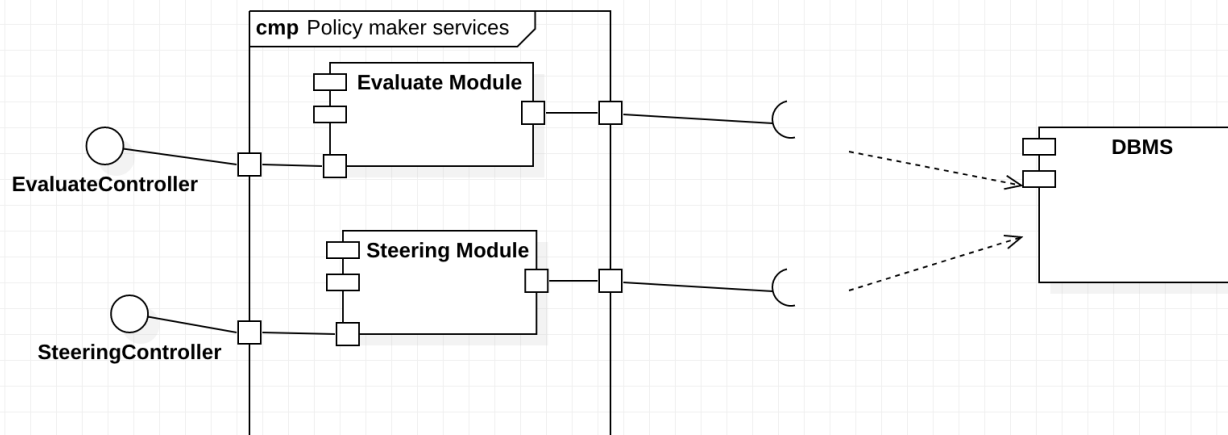 cmp Policy maker services
Evaluate Module
DBMS
EvaluateController
Steering Module
SteeringController